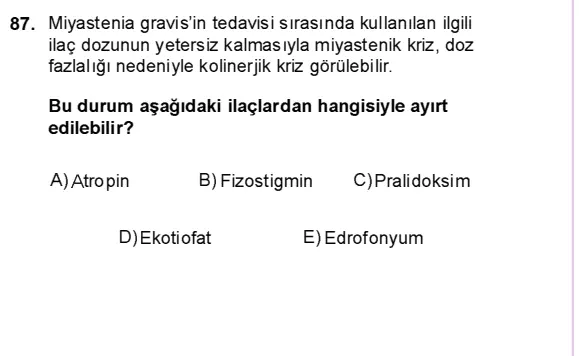 87. Miyastenia gravis’in tedavisi sırasında kullanılan ilgili
ilaç dozunun yetersiz kalmasıyla miyastenik kriz, doz
fazlalığı nedeniyle kolinerjik kriz görülebilir.
Bu durum aşağıdaki ilaçlardan hangisiyle ayırt
edilebilir?
A) Atropin B) Fizostigmin C) Pralidoksim
D) Ekotiofat E) Edrofonyum